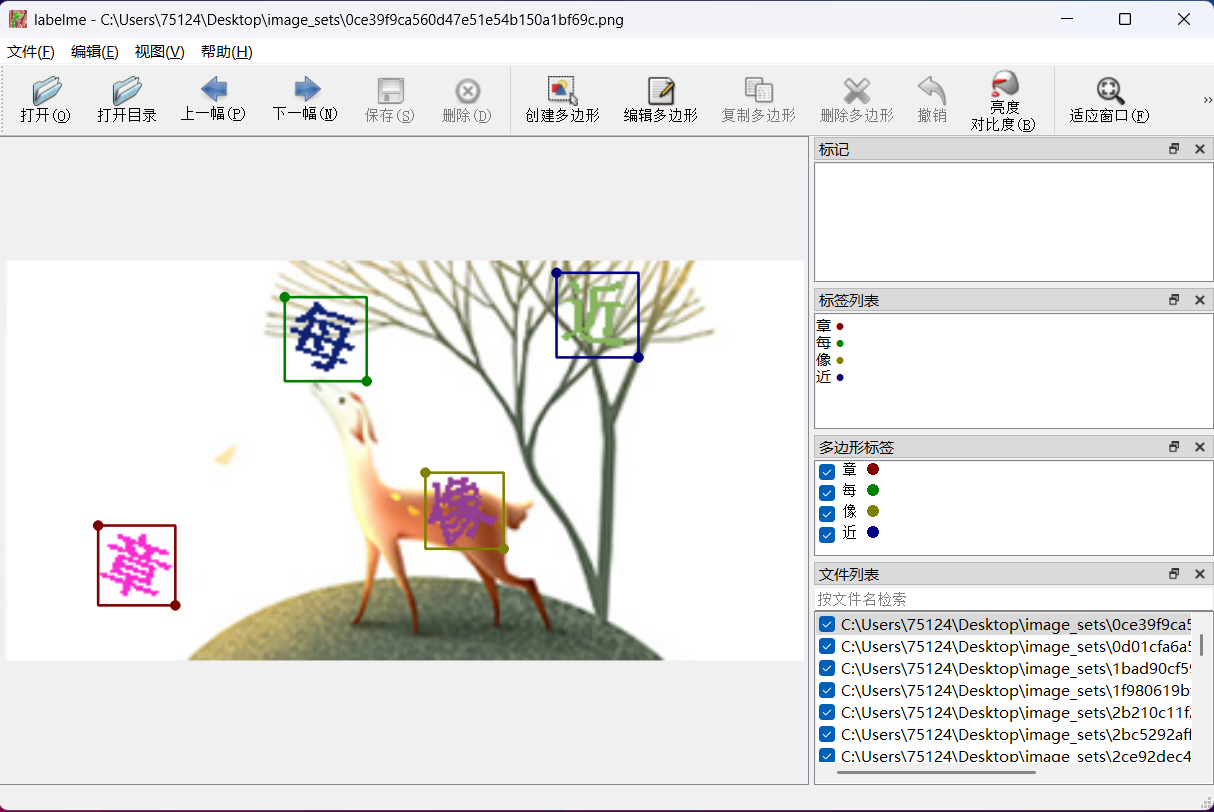 labelme - C:\Users\75124\Desktop\image_sets\0ce39f9ca560d47e51e54b150a1bf69c.png
文件(F) 编辑(E) 视图(V) 帮助(H)
打开(O) 打开目录 上一幅(P) 下一幅(N) 保存(S) 删除(D) 创建多边形 编辑多边形 复制多边形 删除多边形 撤销 亮度 对比度(B) 适应窗口(F) »
标记
标签列表
章
每
像
近
多边形标签
章
每
像
近
文件列表
按文件名检索
C:\Users\75124\Desktop\image_sets\0ce39f9ca5
C:\Users\75124\Desktop\image_sets\0d01cfa6a5
C:\Users\75124\Desktop\image_sets\1bad90cf59
C:\Users\75124\Desktop\image_sets\1f980619b
C:\Users\75124\Desktop\image_sets\2b210c11f
C:\Users\75124\Desktop\image_sets\2bc5292aff
C:\Users\75124\Desktop\image_sets\2ce92dec4
近
每
像
章